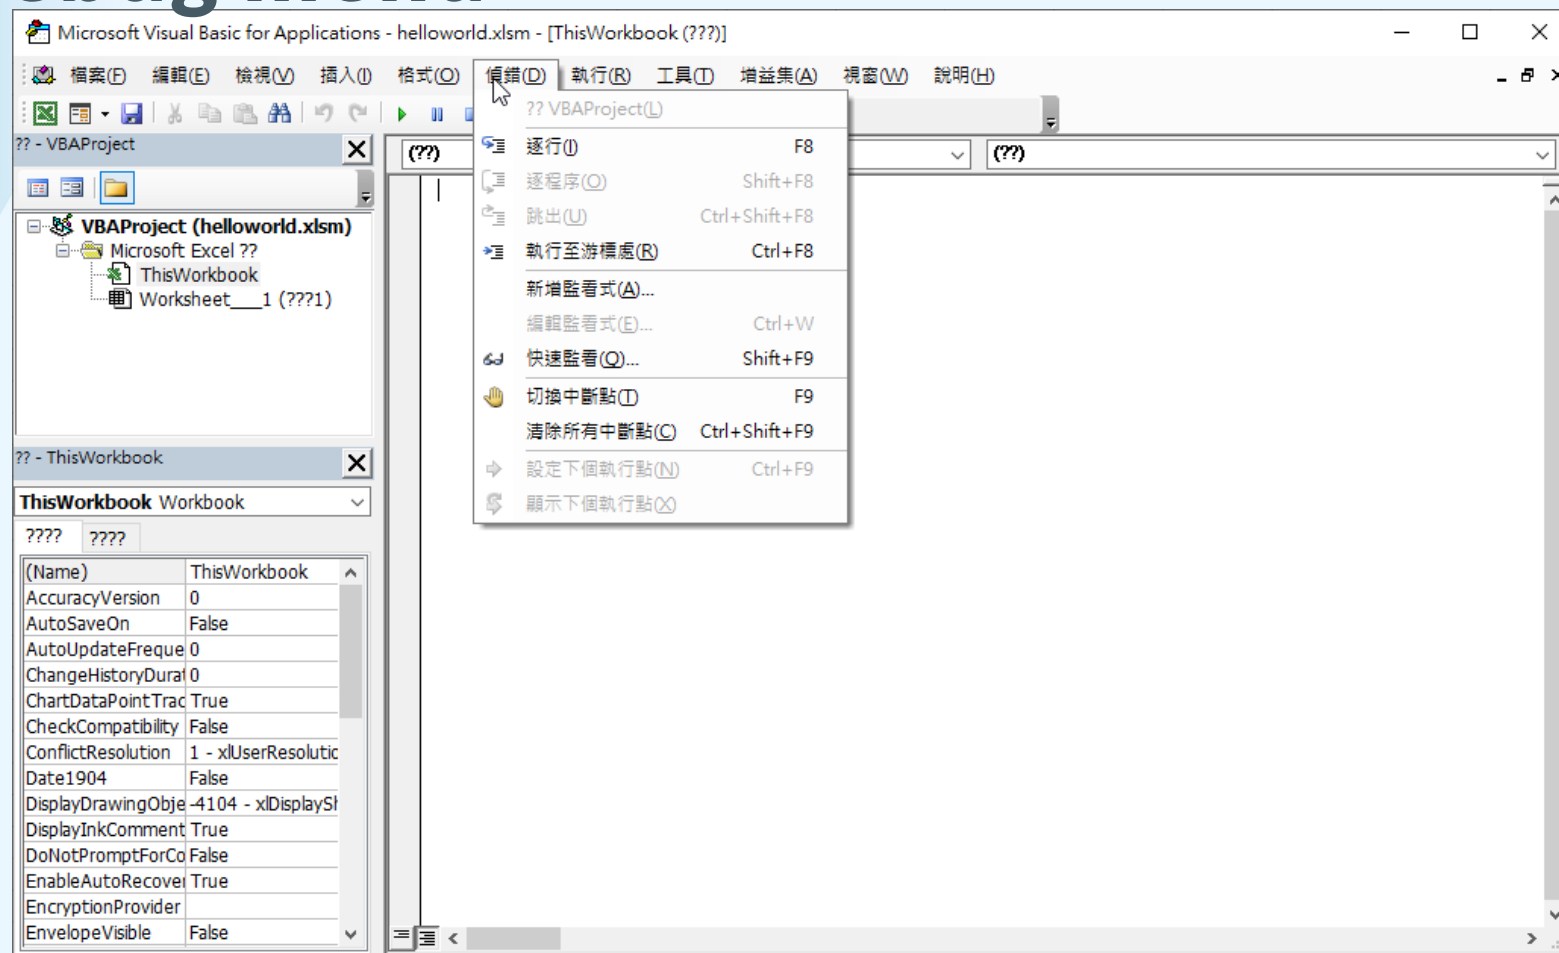 Microsoft Visual Basic for Applications - helloworld.xlsm - [ThisWorkbook (???)]
檔案(F) 編輯(E) 檢視(V) 插入(I) 格式(O) 偵錯(D) 執行(R) 工具(T) 增益集(A) 視窗(W) 說明(H)
?? VBAProject(L)
逐行(I) F8
逐程序(O) Shift+F8
跳出(U) Ctrl+Shift+F8
執行至游標處(R) Ctrl+F8
新增監看式(A)...
編輯監看式(E)... Ctrl+W
快速監看(Q)... Shift+F9
切換中斷點(T) F9
清除所有中斷點(C) Ctrl+Shift+F9
設定下個執行點(N) Ctrl+F9
顯示下個執行點(X)
?? - VBAProject
VBAProject (helloworld.xlsm)
Microsoft Excel ??
ThisWorkbook
Worksheet___1 (???1)
(??) (??)
?? - ThisWorkbook
ThisWorkbook Workbook
???? ????
(Name) ThisWorkbook
AccuracyVersion 0
AutoSaveOn False
AutoUpdateFreque 0
ChangeHistoryDurat 0
ChartDataPointTrac True
CheckCompatibility False
ConflictResolution 1 - xlUserResolutic
Date1904 False
DisplayDrawingObje -4104 - xlDisplaySh
DisplayInkComment True
DoNotPromptForCo False
EnableAutoRecover True
EncryptionProvider
EnvelopeVisible False